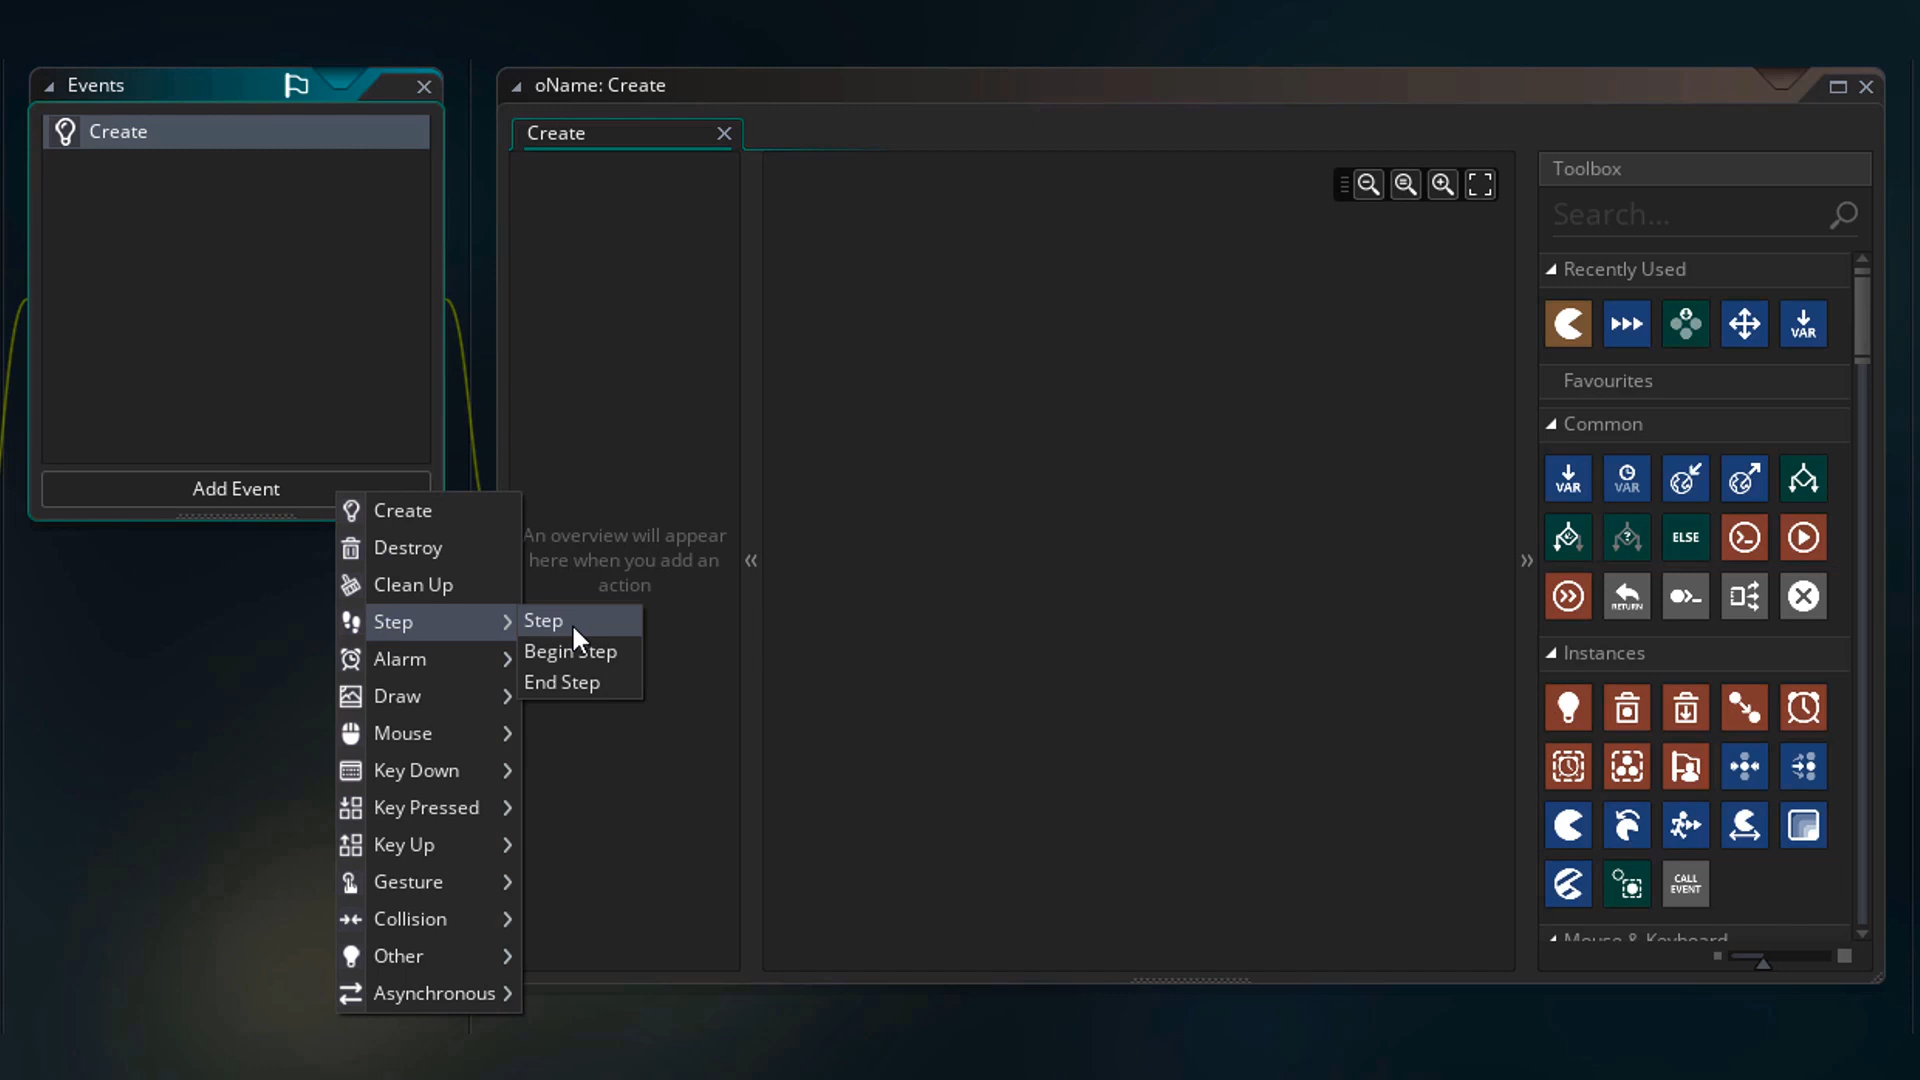 Events
Create
Add Event
oName: Create
Create
An overview will appear
here when you add an
action
Create
Destroy
Clean Up
Step
Alarm
Draw
Mouse
Key Down
Key Pressed
Key Up
Gesture
Collision
Other
Asynchronous
Step
Begin Step
End Step
Toolbox
Search...
Recently Used
VAR
Favourites
Common
VAR
VAR
ELSE
RETURN
Instances
CALL
EVENT
Mouse & Keyboard